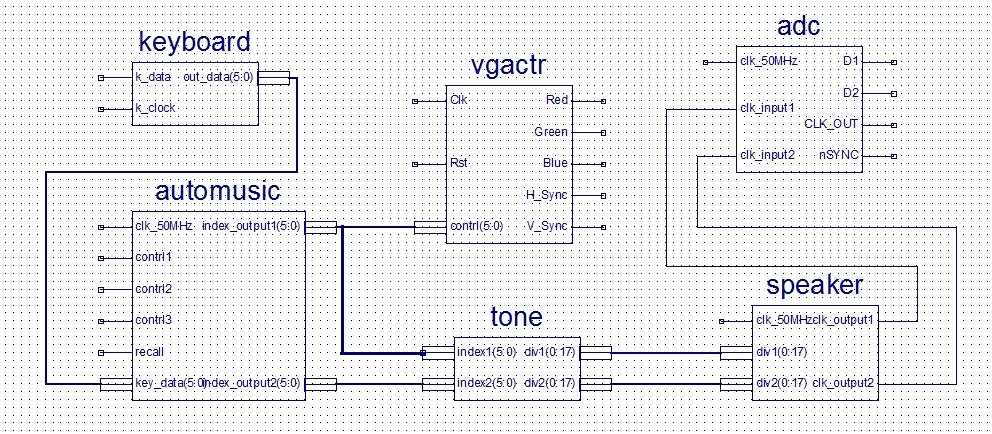 keyboard
k_data out_data(5:0)
k_clock
vgactr
Clk Red
Green
Rst Blue
H_Sync
contrl(5:0) V_Sync
adc
clk_50MHz D1
D2
clk_input1
CLK_OUT
clk_input2 nSYNC
automusic
clk_50MHz index_output1(5:0)
contrl1
contrl2
contrl3
recall
key_data(5:0) index_output2(5:0)
tone
index1(5:0) div1(0:17)
index2(5:0) div2(0:17)
speaker
clk_50MHz clk_output1
div1(0:17)
div2(0:17) clk_output2